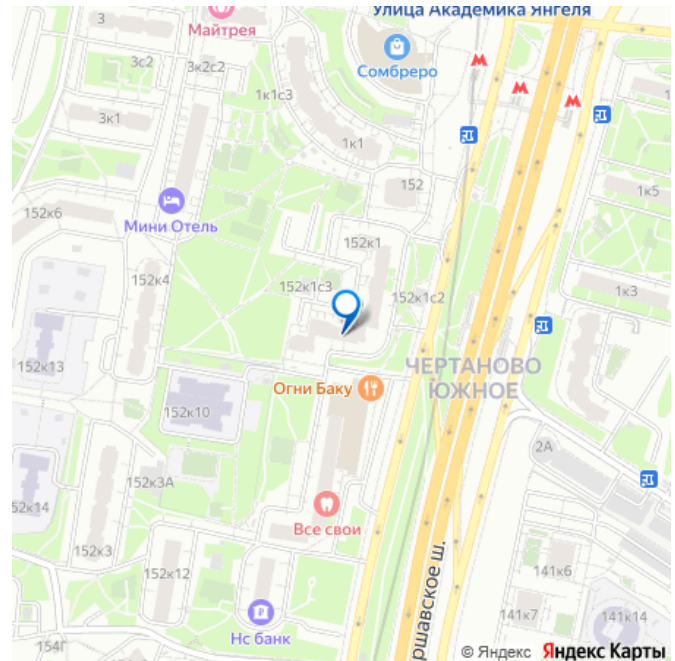 Улица Академика Янгеля
Майтрея
3
3с2
3к2с2
Сомбреро
1к1с3
3к1
1к1
152
1к5
152к6
Мини Отель
152к1
152к4
152к1с3
152к1с2
1к3
152к13
ЧЕРТАНОВО
ЮЖНОЕ
Огни Баку
152к10
2А
152к3А
52к14
Все свои
152к3
152к12
141к6
ршавское ш.
141к7
141к14
Нс банк
154Г
© Яндекс Яндекс Карты